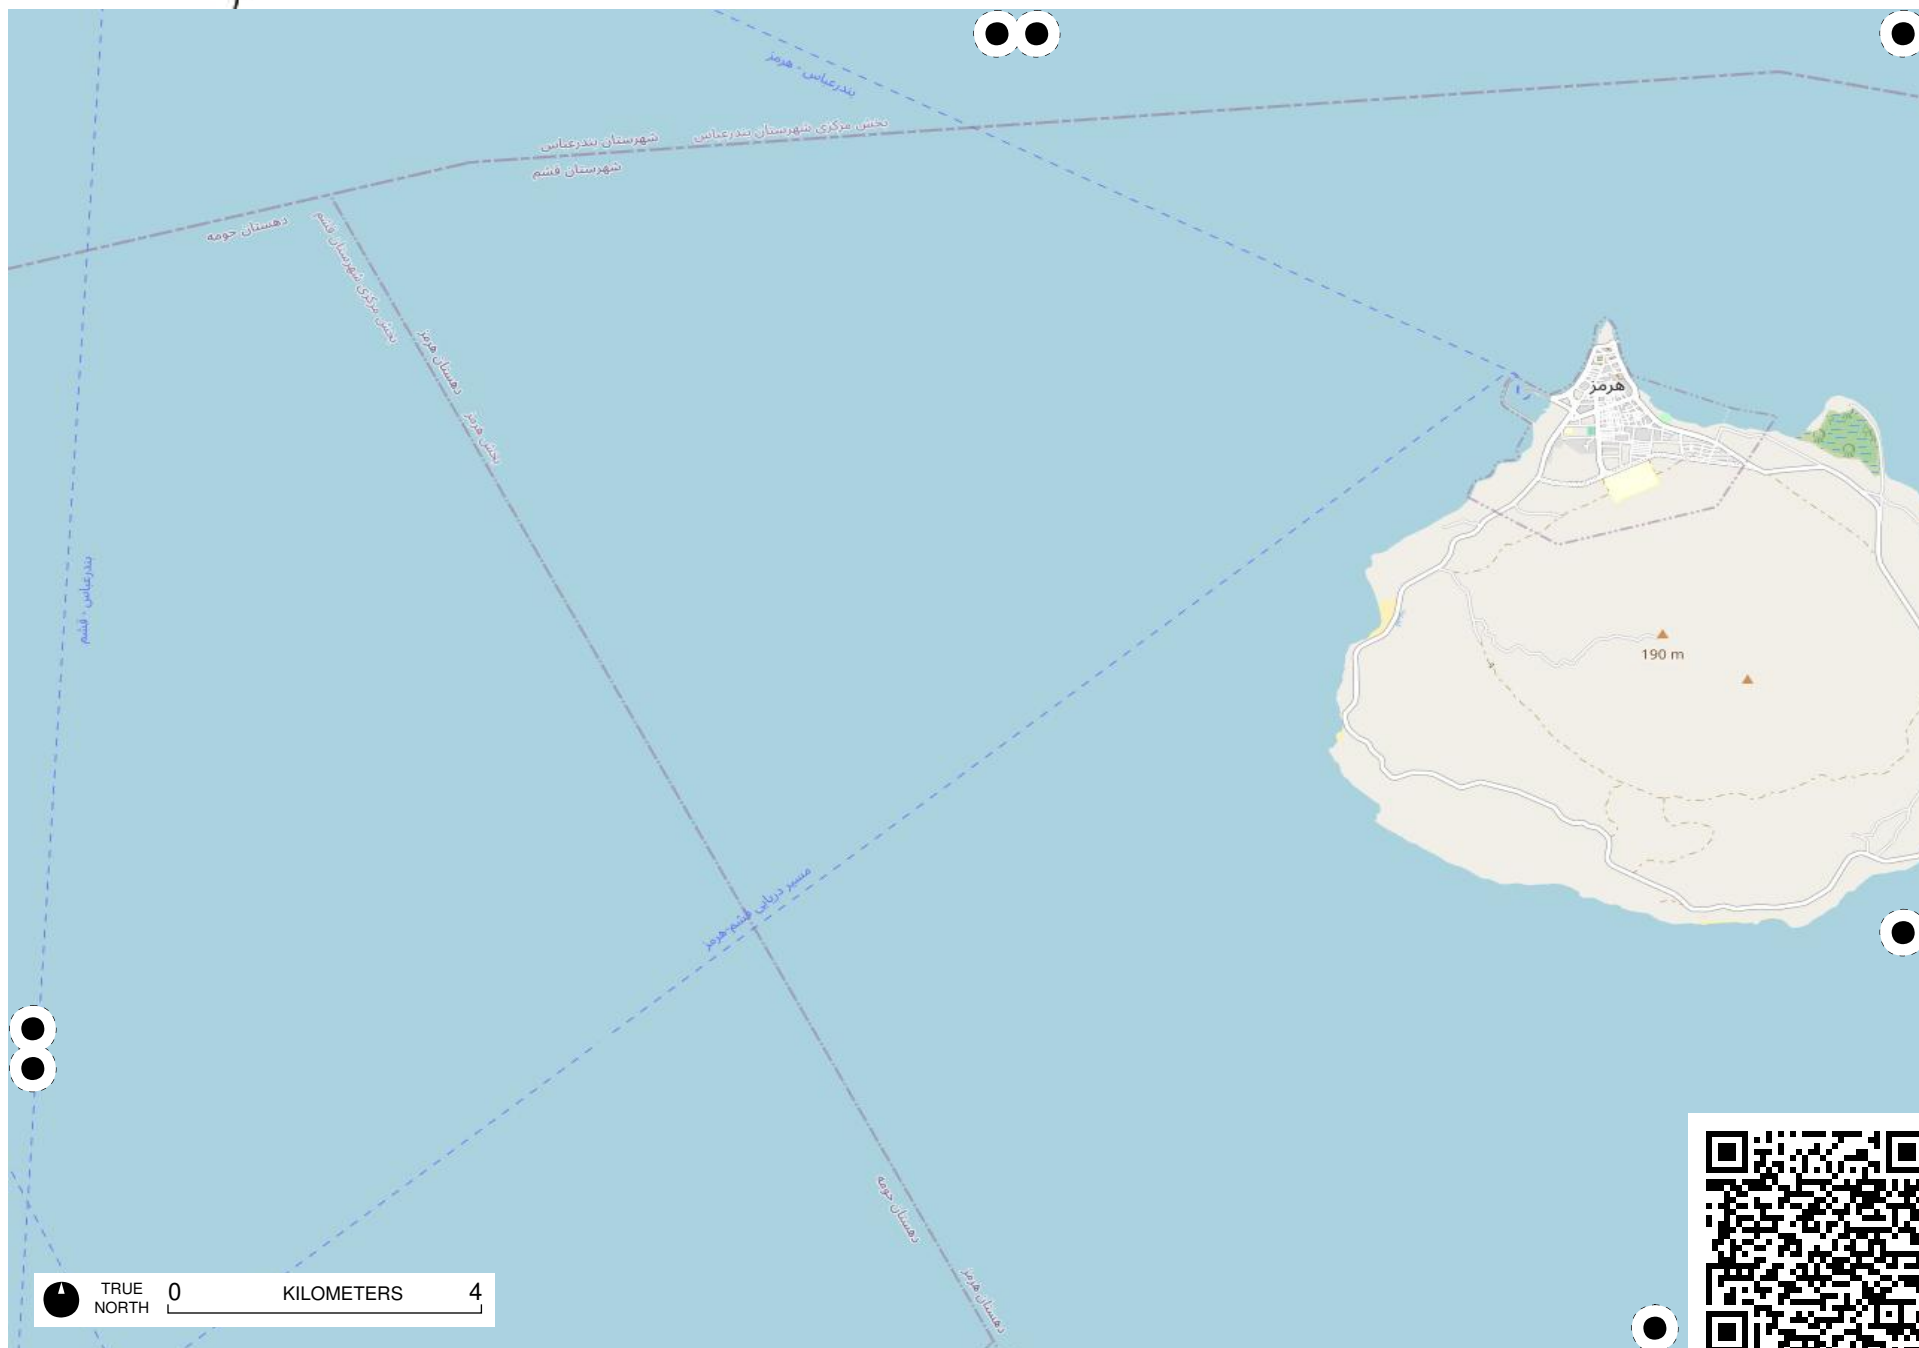 بندرعباس - هرمز
بخش مرکزی شهرستان بندرعباس
شهرستان بندرعباس
شهرستان قشم
دهستان حومه
بخش مرکزی شهرستان قشم
دهستان هرمز
بخش هرمز
هرمز
بندرعباس - قشم
190 m
مسیر دریایی قشم-هرمز
دهستان حومه
دهستان هرمز
TRUE NORTH
0 KILOMETERS 4